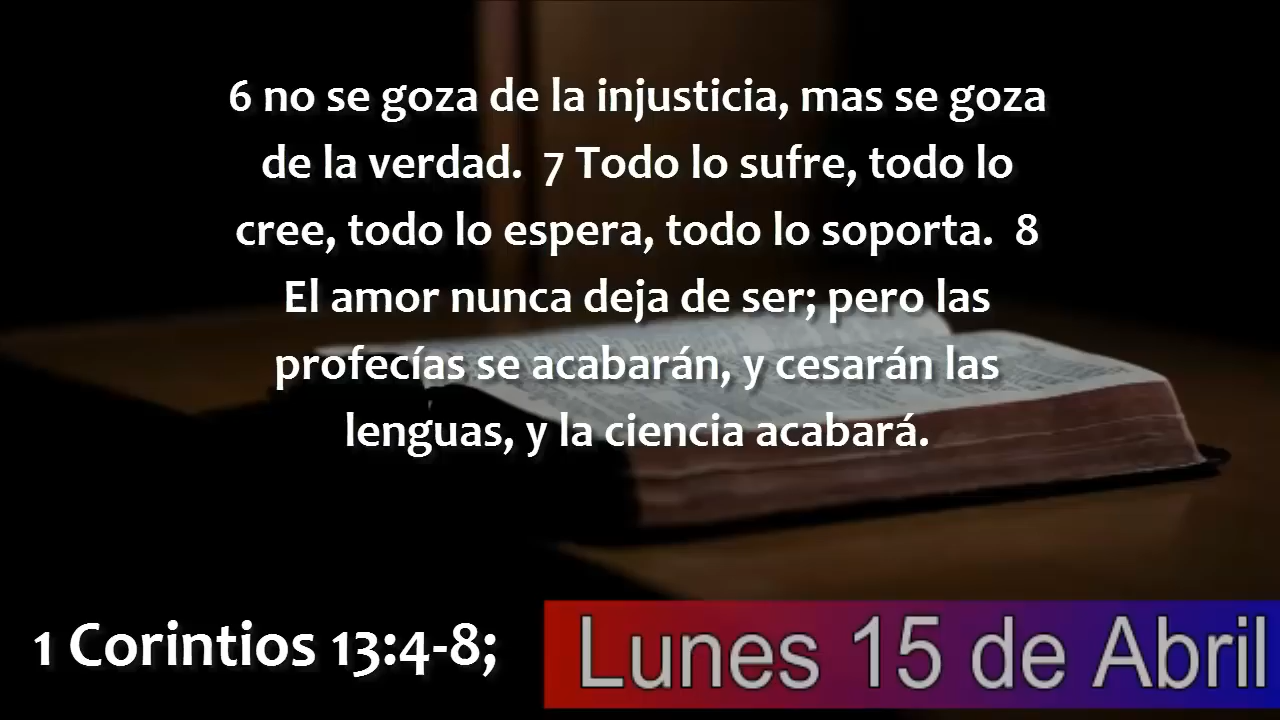 6 no se goza de la injusticia, mas se goza
de la verdad. 7 Todo lo sufre, todo lo
cree, todo lo espera, todo lo soporta. 8
El amor nunca deja de ser; pero las
profecías se acabarán, y cesarán las
lenguas, y la ciencia acabará.
1 Corintios 13:4-8;
Lunes 15 de Abril